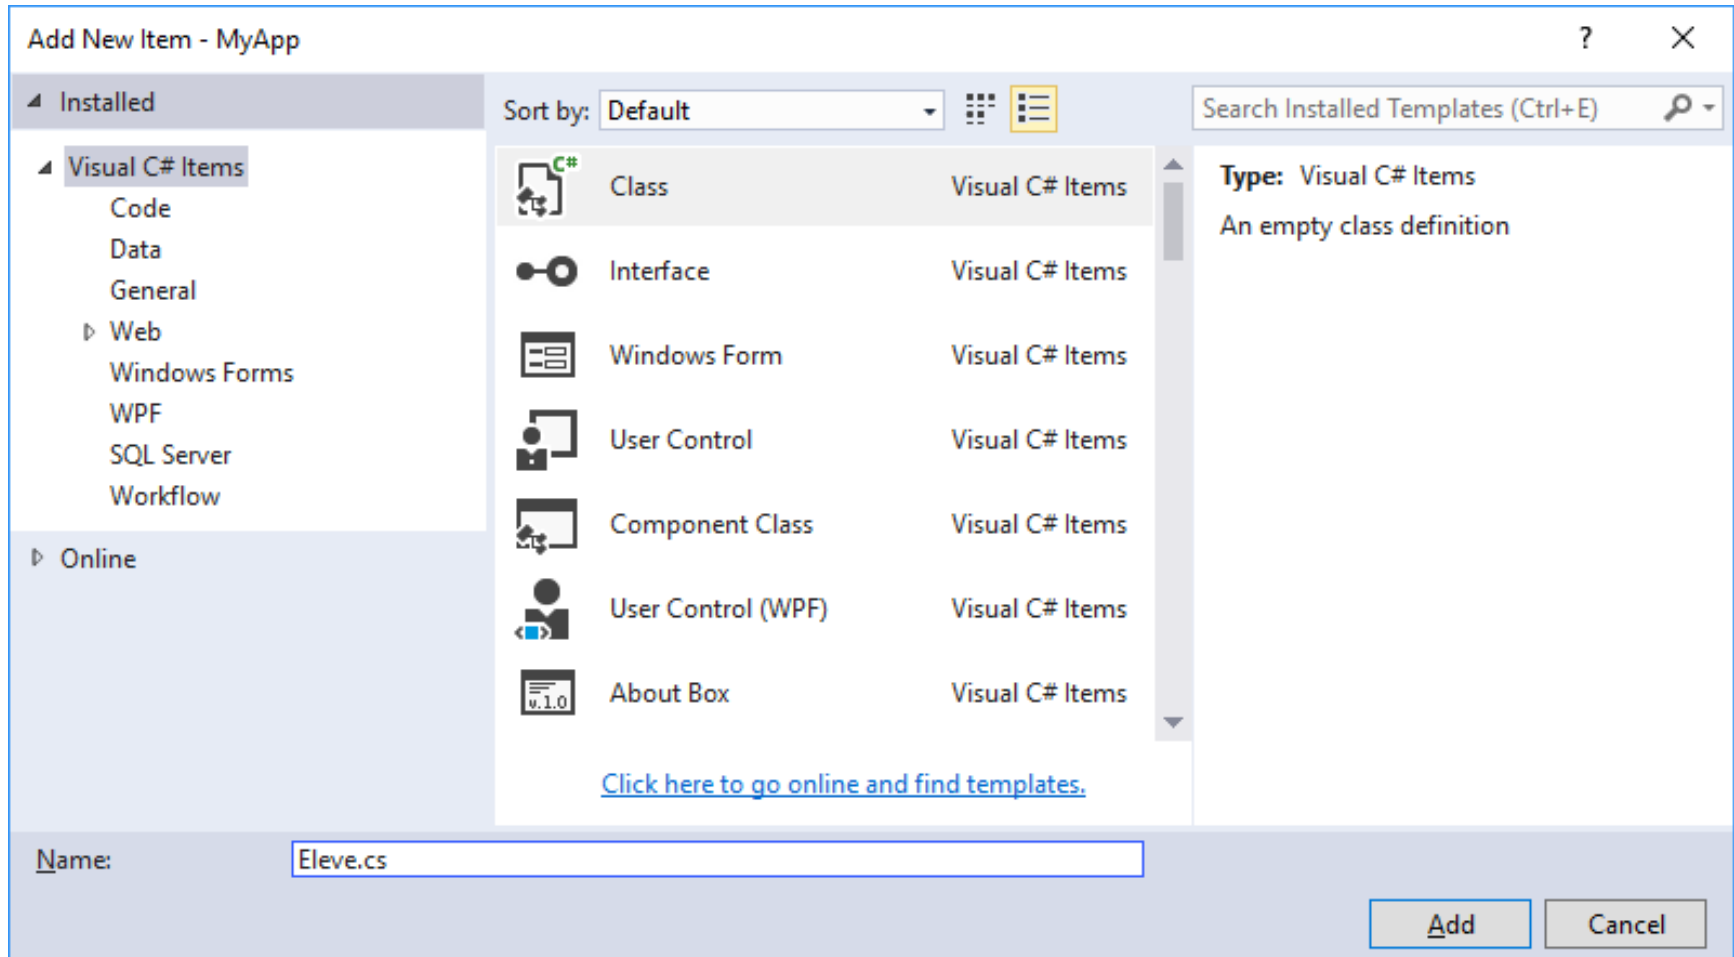 Add New Item - MyApp
?
Installed
Sort by: Default
Search Installed Templates (Ctrl+E)
Visual C# Items
Code
Data
General
Web
Windows Forms
WPF
SQL Server
Workflow
Online
C#
Class Visual C# Items
Interface Visual C# Items
Windows Form Visual C# Items
User Control Visual C# Items
Component Class Visual C# Items
User Control (WPF) Visual C# Items
v.1.0
About Box Visual C# Items
Click here to go online and find templates.
Type: Visual C# Items
An empty class definition
Name: Eleve.cs
Add Cancel